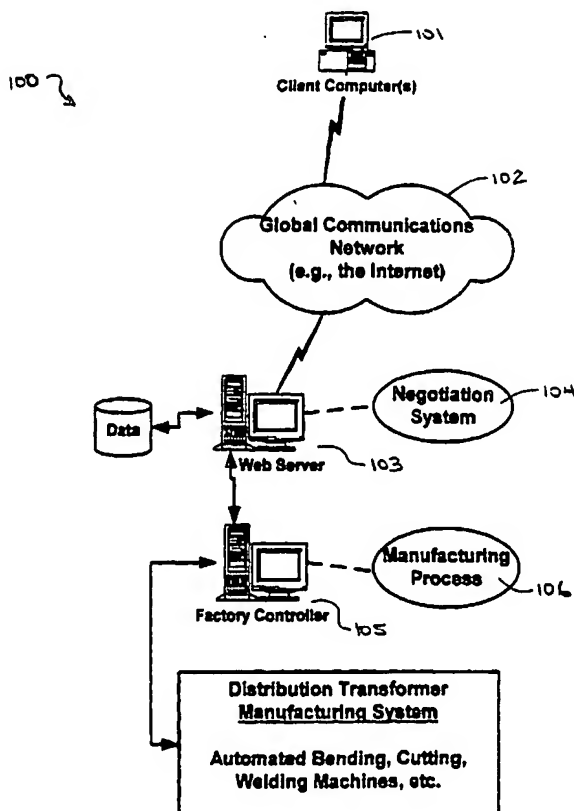 101
100
Client Computer(s)
102
Global Communications
Network
(e.g., the Internet)
Negotiation
System
104
Data
Web Server
103
Manufacturing
Process
106
Factory Controller
105
Distribution Transformer
Manufacturing System
Automated Bending, Cutting,
Welding Machines, etc.